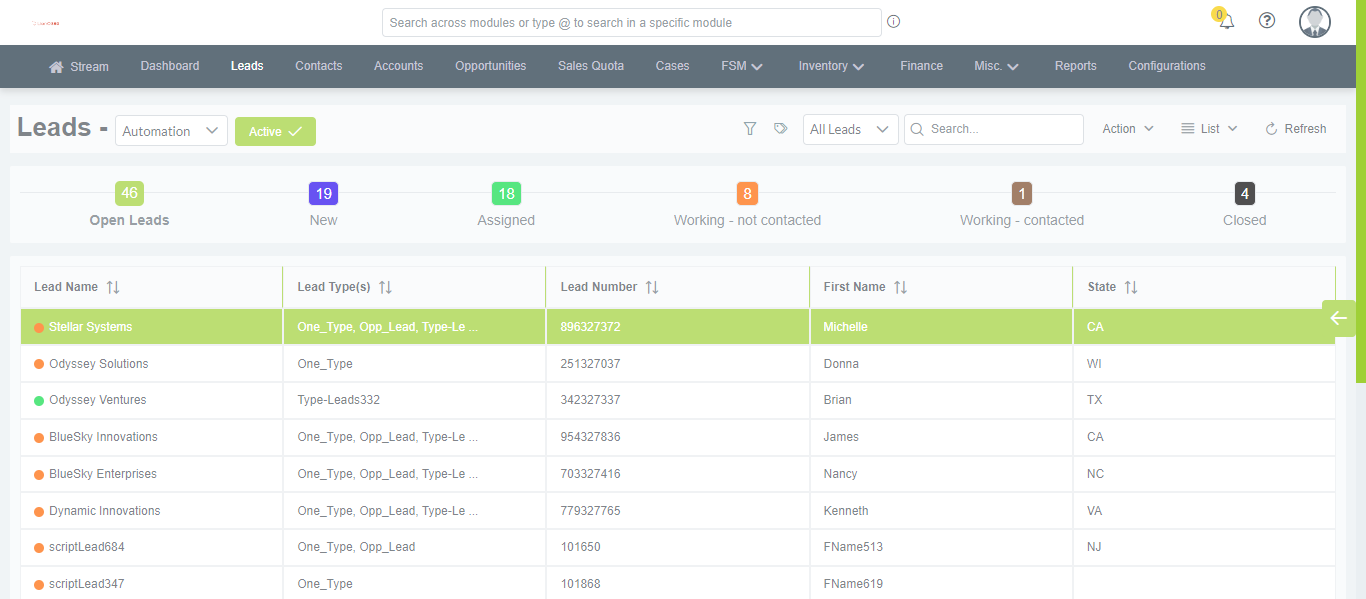 Search across modules or type @ to search in a specific module
0
Stream Dashboard Leads Contacts Accounts Opportunities Sales Quota Cases FSM Inventory Finance Misc. Reports Configurations
Leads - Automation Active All Leads Search... Action List Refresh
46 19 18 8 1 4
Open Leads New Assigned Working - not contacted Working - contacted Closed
Lead Name Lead Type(s) Lead Number First Name State
Stellar Systems One_Type, Opp_Lead, Type-Le ... 896327372 Michelle CA
Odyssey Solutions One_Type 251327037 Donna WI
Odyssey Ventures Type-Leads332 342327337 Brian TX
BlueSky Innovations One_Type, Opp_Lead, Type-Le ... 954327836 James CA
BlueSky Enterprises One_Type, Opp_Lead, Type-Le ... 703327416 Nancy NC
Dynamic Innovations One_Type, Opp_Lead, Type-Le ... 779327765 Kenneth VA
scriptLead684 One_Type, Opp_Lead 101650 FName513 NJ
scriptLead347 One_Type 101868 FName619